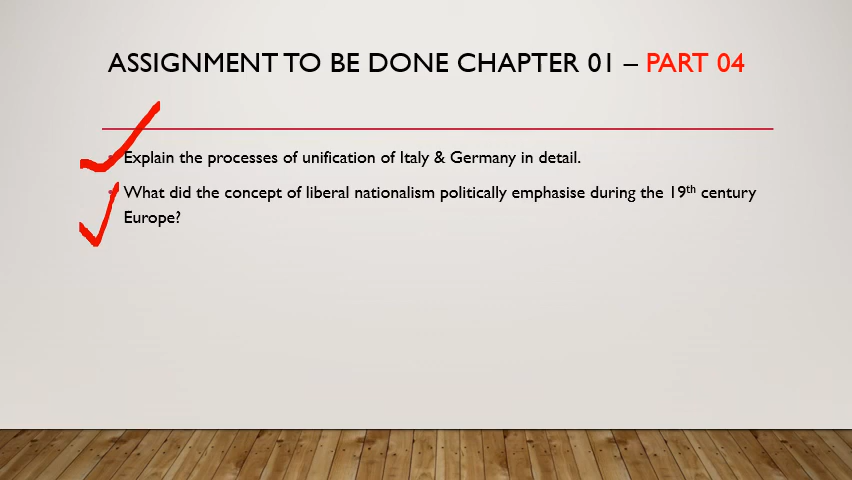 ASSIGNMENT TO BE DONE CHAPTER 01 – PART 04
Explain the processes of unification of Italy & Germany in detail.
What did the concept of liberal nationalism politically emphasise during the 19th century
Europe?